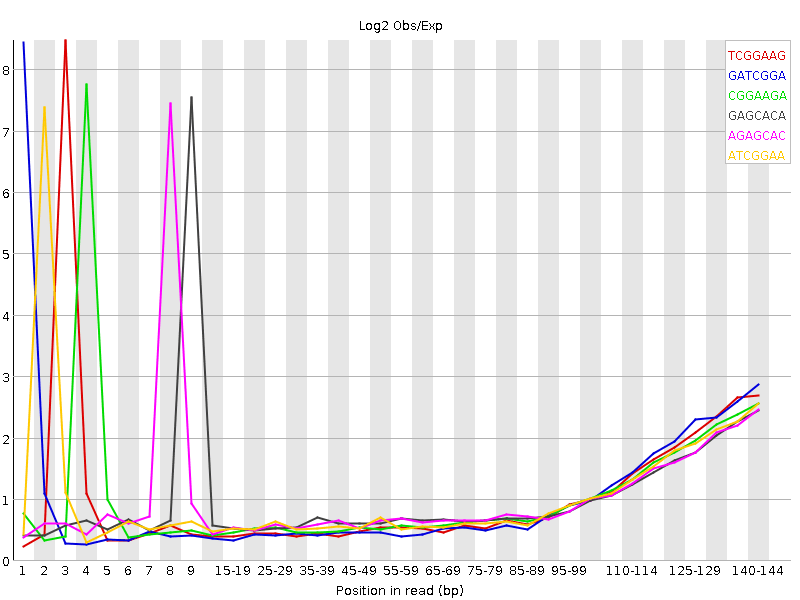 Log2 Obs/Exp
TCGGAAG
GATCGGA
CGGAAGA
GAGCACA
AGAGCAC
ATCGGAA
8
7
6
5
4
3
2
1
0
1 2 3 4 5 6 7 8 9 15-19 25-29 35-39 45-49 55-59 65-69 75-79 85-89 95-99 110-114 125-129 140-144
Position in read (bp)